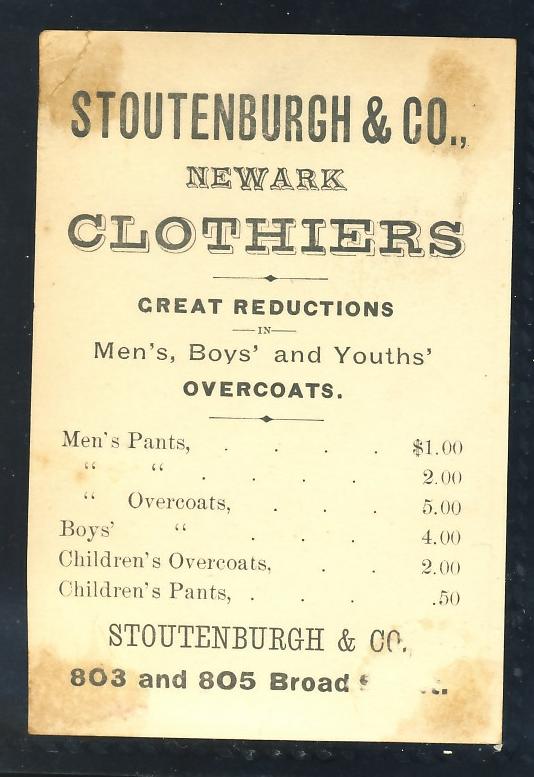 STOUTENBURGH & CO.,
NEWARK
CLOTHIERS
GREAT REDUCTIONS
IN
Men's, Boys' and Youths'
OVERCOATS.
Men's Pants, . . . . $1.00
“ “ . . . . 2.00
“ Overcoats, . . . 5.00
Boys' “ . . . 4.00
Children's Overcoats, . . 2.00
Children's Pants, . . . . .50
STOUTENBURGH & CO.
803 and 805 Broad